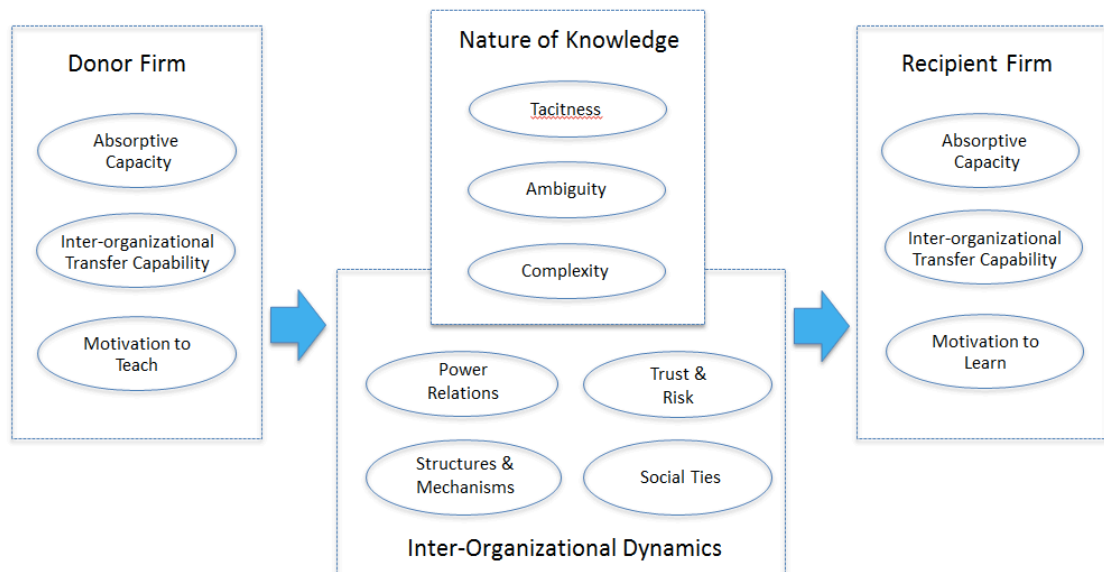 Donor Firm
Absorptive
Capacity
Inter-organizational
Transfer Capability
Motivation to
Teach
Nature of Knowledge
Tacitness
Ambiguity
Complexity
Power
Relations
Trust &
Risk
Structures &
Mechanisms
Social Ties
Inter-Organizational Dynamics
Recipient Firm
Absorptive
Capacity
Inter-organizational
Transfer Capability
Motivation to
Learn